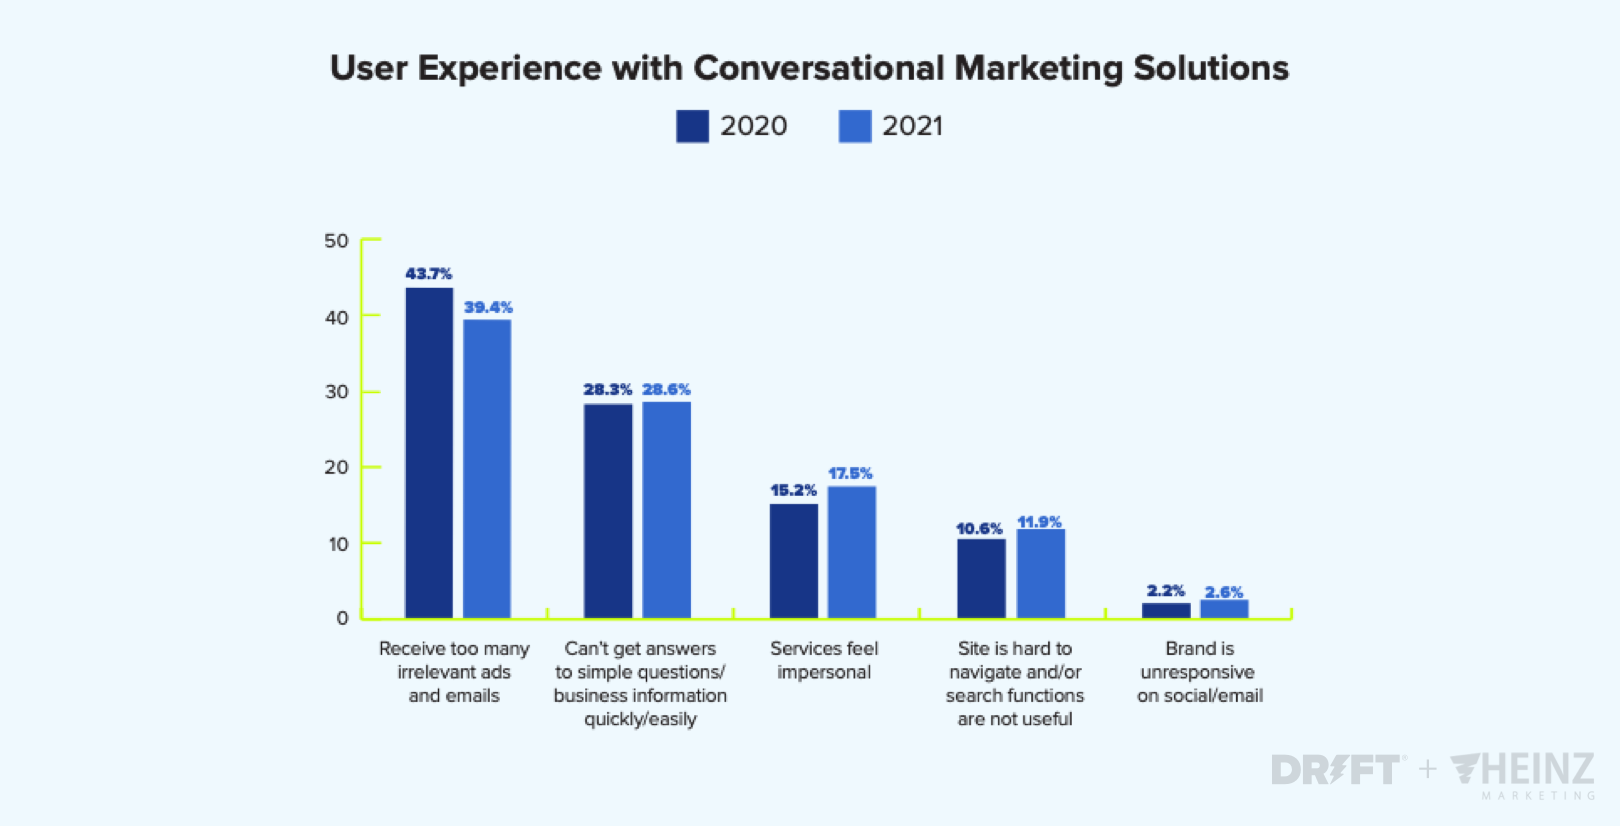 User Experience with Conversational Marketing Solutions
2020 2021
50
40
30
20
10
0
43.7% 39.4%
28.3% 28.6%
15.2% 17.5%
10.6% 11.9%
2.2% 2.6%
Receive too many
irrelevant ads
and emails
Can't get answers
to simple questions/
business information
quickly/easily
Services feel
impersonal
Site is hard to
navigate and/or
search functions
are not useful
Brand is
unresponsive
on social/email
DRIFT® + HEINZ
MARKETING